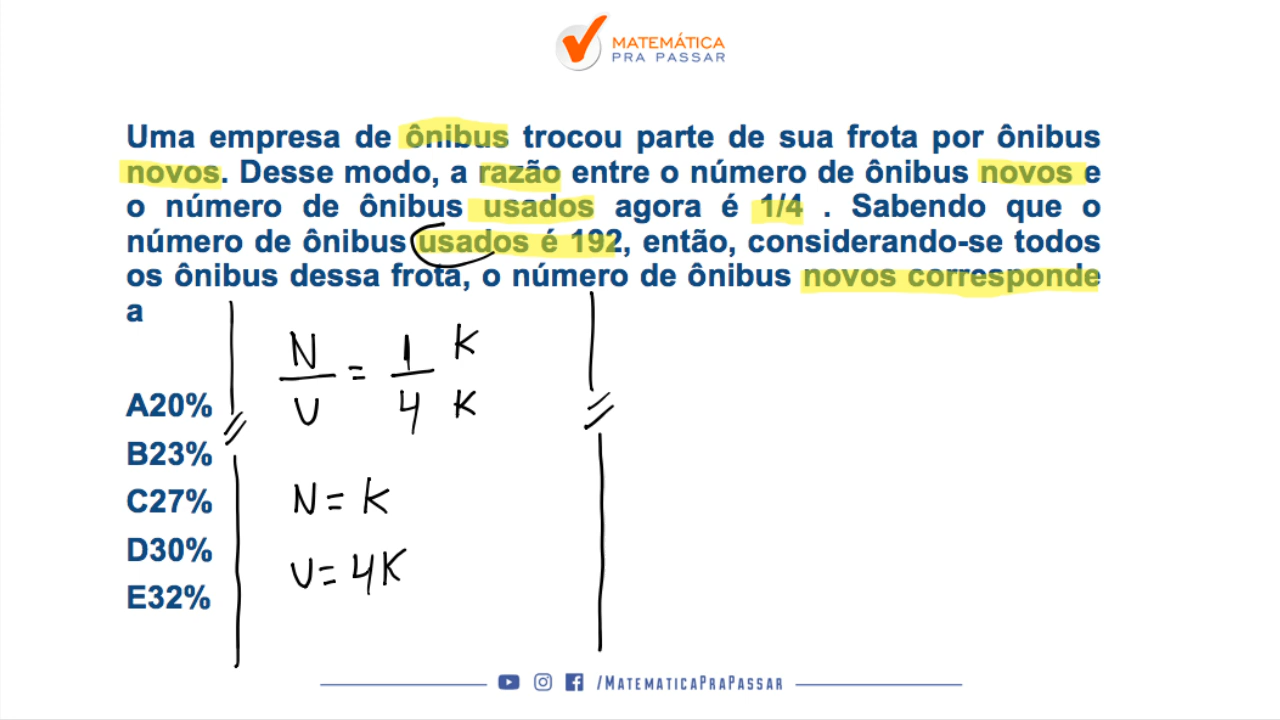 MATEMÁTICA
PRA PASSAR
Uma empresa de ônibus trocou parte de sua frota por ônibus
novos. Desse modo, a razão entre o número de ônibus novos e
o número de ônibus usados agora é 1/4 . Sabendo que o
número de ônibus usados é 192, então, considerando-se todos
os ônibus dessa frota, o número de ônibus novos corresponde
a
N/U = 1/4 K/K
A20%
B23%
C27%
N = K
D30%
U = 4K
E32%
/MATEMATICAPRAPASSAR